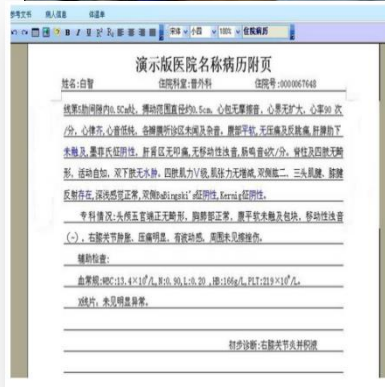 参考文书 病人信息 体温单
B I U 宋体 小四 100% 住院病历
演示版医院名称病历附页
姓名:白智 住院科室:普外科 住院号:0000067648
线第5肋间隙内0.5Cm处，搏动范围直径约0.5cm，心包无摩擦音，心界无扩大，心率90 次
/分，心律齐，心音低钝，各瓣膜听诊区未闻及杂音。腹部平软，无压痛及反跳痛，肝脾肋下
未触及，墨菲氏征阴性，肝肾区无叩痛，无移动性浊音，肠鸣音4次/分。脊柱及四肢无畸
形，活动自如，双下肢无水肿，四肢肌力V级，肌张力无增减，双侧肱二、三头肌腱、膝腱
反射存在，深浅感觉正常，双侧BaBingski's征阴性，Kernig征阴性。
专科情况:头颅五官端正无畸形，胸肺部正常，腹平软未触及包块，移动性浊音
(-)，右膝关节肿胀，压痛明显，有波动感，周围未见擦挫伤。
辅助检查:
血常规:WBC:13.4×10⁹/L,N:0.90,L:0.20 ,HB:166g/L,PLT:219×10⁹/L。
X线片，未见明显异常。
初步诊断:右膝关节炎并积液